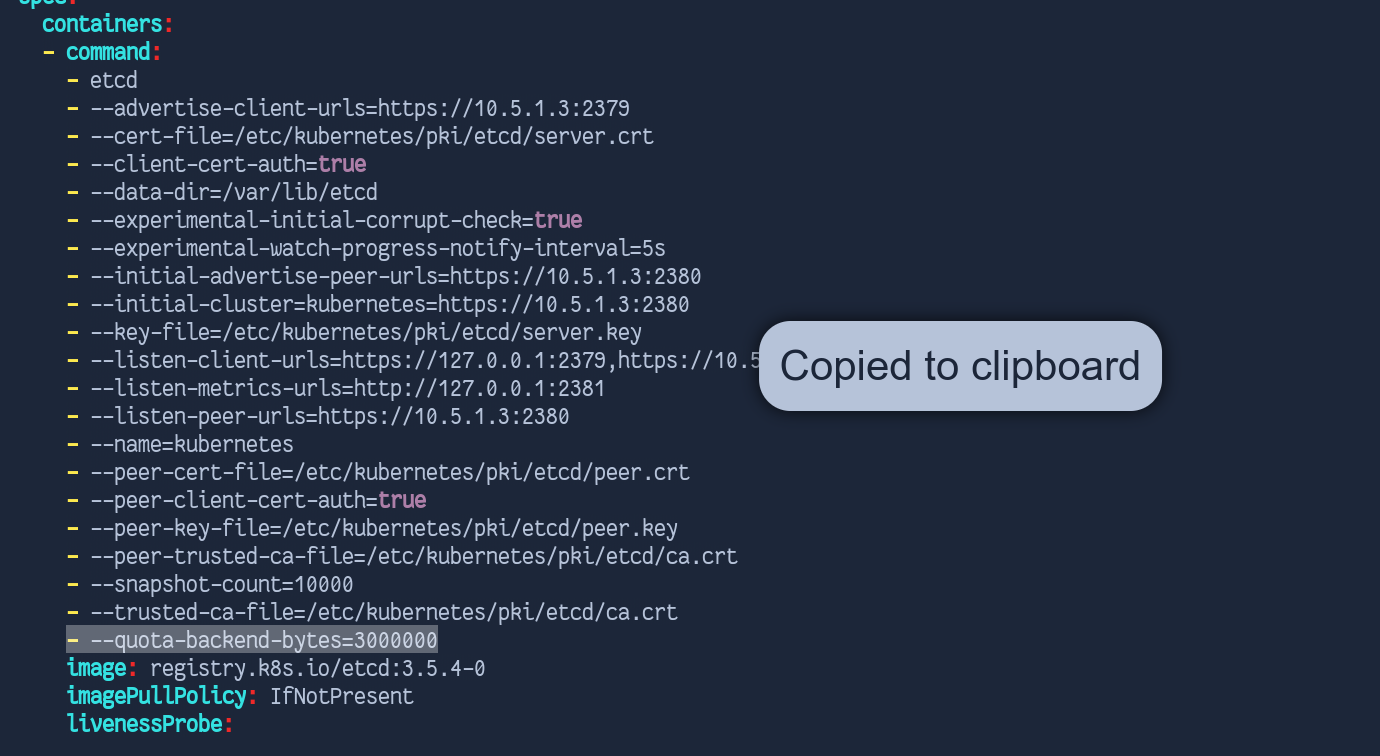 containers:
- command:
- etcd
- --advertise-client-urls=https://10.5.1.3:2379
- --cert-file=/etc/kubernetes/pki/etcd/server.crt
- --client-cert-auth=true
- --data-dir=/var/lib/etcd
- --experimental-initial-corrupt-check=true
- --experimental-watch-progress-notify-interval=5s
- --initial-advertise-peer-urls=https://10.5.1.3:2380
- --initial-cluster=kubernetes=https://10.5.1.3:2380
- --key-file=/etc/kubernetes/pki/etcd/server.key
- --listen-client-urls=https://127.0.0.1:2379,https://10.5
Copied to clipboard
- --listen-metrics-urls=http://127.0.0.1:2381
- --listen-peer-urls=https://10.5.1.3:2380
- --name=kubernetes
- --peer-cert-file=/etc/kubernetes/pki/etcd/peer.crt
- --peer-client-cert-auth=true
- --peer-key-file=/etc/kubernetes/pki/etcd/peer.key
- --peer-trusted-ca-file=/etc/kubernetes/pki/etcd/ca.crt
- --snapshot-count=10000
- --trusted-ca-file=/etc/kubernetes/pki/etcd/ca.crt
- --quota-backend-bytes=3000000
image: registry.k8s.io/etcd:3.5.4-0
imagePullPolicy: IfNotPresent
livenessProbe: